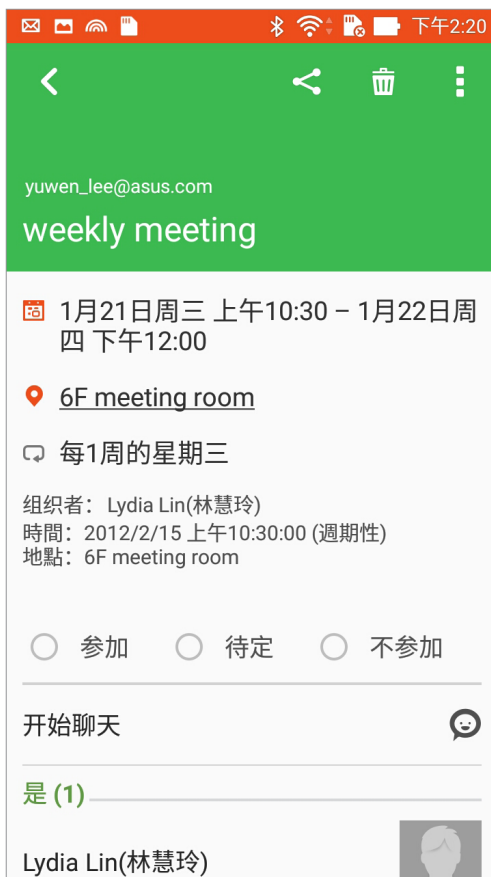 下午2:20
yuwen_lee@asus.com
weekly meeting
1月21日周三 上午10:30 – 1月22日周
四 下午12:00
6F meeting room
每1周的星期三
组织者：Lydia Lin(林慧玲)
時間：2012/2/15 上午10:30:00 (週期性)
地點：6F meeting room
参加 待定 不参加
开始聊天
是 (1)
Lydia Lin(林慧玲)